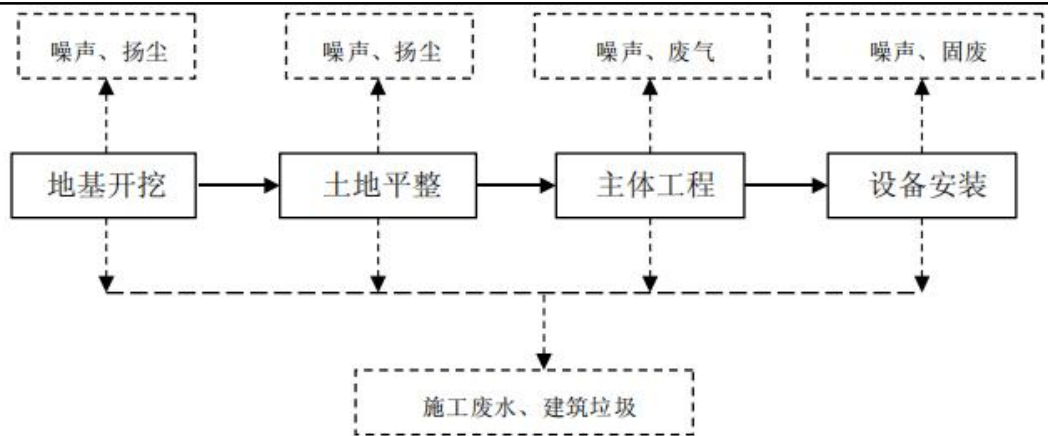 噪声、扬尘
噪声、扬尘
噪声、废气
噪声、固废
地基开挖
土地平整
主体工程
设备安装
施工废水、建筑垃圾